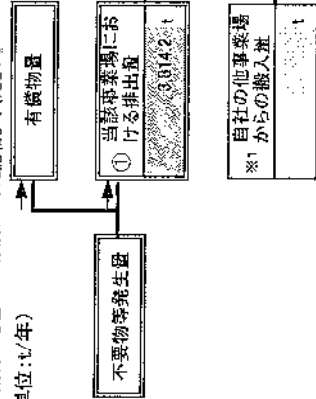 単位:t/年)
有償物量
不要物等発生量
①
当該事業場にお
ける排出量
3,814.2 t
※1
自社の他事業場
からの搬入量
t